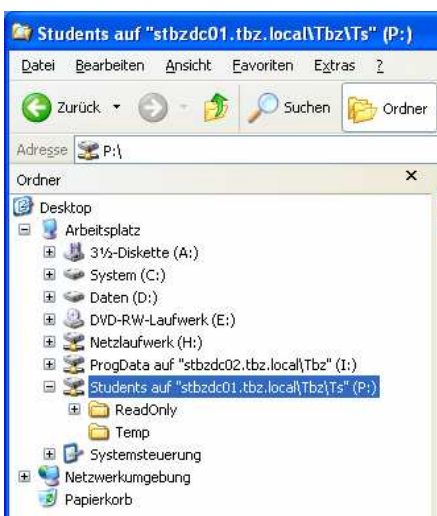 Students auf "stbzdc01.tbz.local\Tbz\Ts" (P:)
Datei Bearbeiten Ansicht Favoriten Extras ?
Zurück Suchen Ordner
Adresse P:\
Ordner x
Desktop
Arbeitsplatz
3½-Diskette (A:)
System (C:)
Daten (D:)
DVD-RW-Laufwerk (E:)
Netzlaufwerk (H:)
ProgData auf "stbzdc02.tbz.local\Tbz" (I:)
Students auf "stbzdc01.tbz.local\Tbz\Ts" (P:)
ReadOnly
Temp
Systemsteuerung
Netzwerkumgebung
Papierkorb